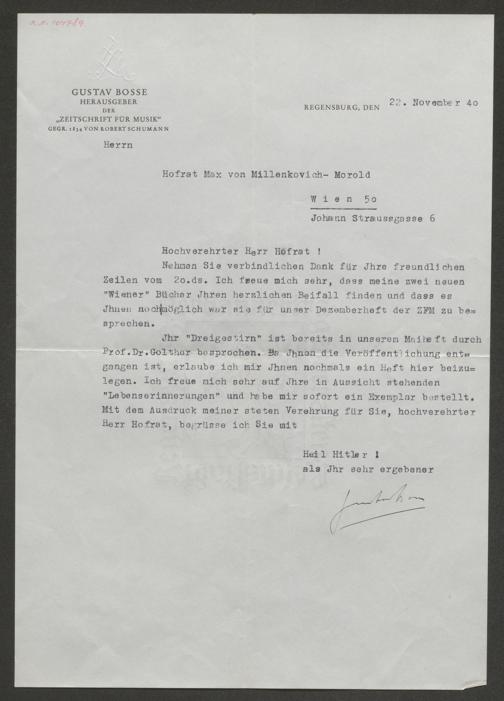 GUSTAV BOSSE
HERAUSGEBER
DER
„ZEITSCHRIFT FÜR MUSIK“
GEGR. 1834 VON ROBERT SCHUMANN
REGENSBURG, DEN 22. November 40
Herrn
Hofrat Max von Millenkovich- Morold
W i e n 50
Johann Straussgasse 6
Hochverehrter Herr Hofrat !
Nehmen Sie verbindlichen Dank für Jhre freundlichen
Zeilen vom 2o.ds. Ich freue mich sehr, dass meine zwei neuen
"Wiener" Bücher Jhren herzlichen Beifall finden und dass es
Jhnen noch möglich war sie für unser Dezemberheft der ZFM zu be=
sprechen.
Jhr "Dreigestirn" ist bereits in unserem Maiheft durch
Prof.Dr.Golther besprochen. Da Jhnen die Veröffentlichung ent=
gangen ist, erlaube ich mir Jhnen nochmals ein Heft hier beizu=
legen. Ich freue mich sehr auf Jhre in Aussicht stehenden
"Lebenserinnerungen" und habe mir sofort ein Exemplar bestellt.
Mit dem Ausdruck meiner steten Verehrung für Sie, hochverehrter
Herr Hofrat, begrüsse ich Sie mit
Heil Hitler !
als Jhr sehr ergebener